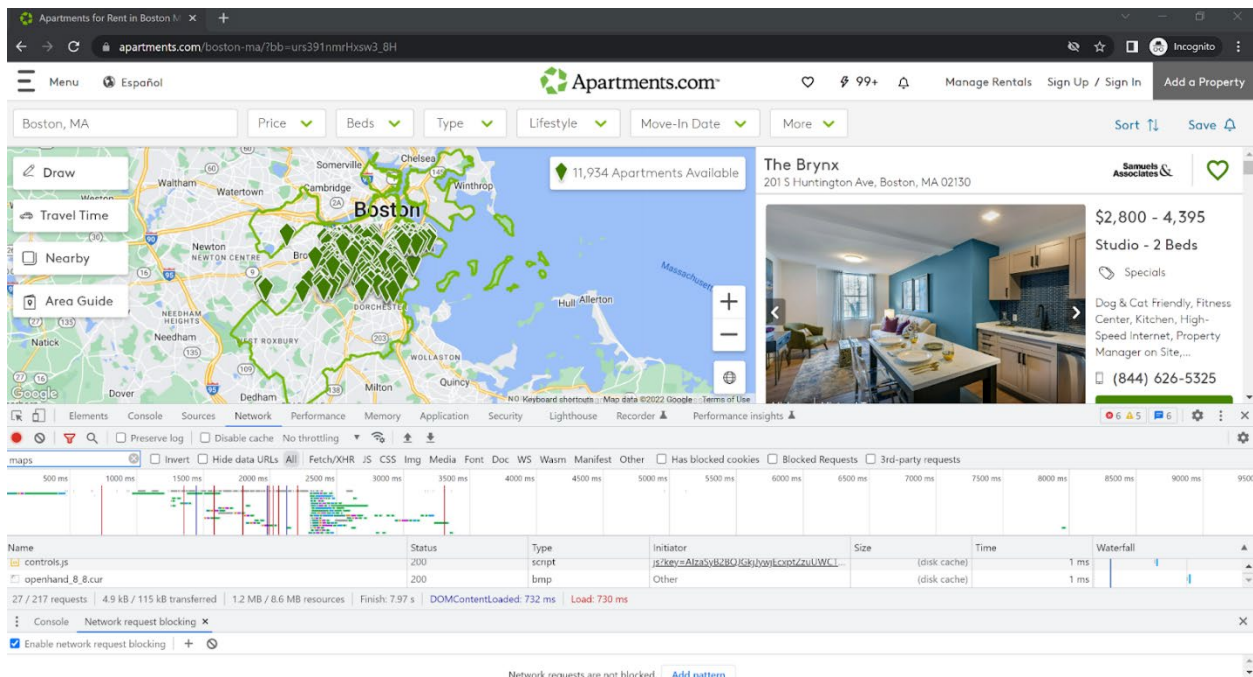 Apartments for Rent in Boston M
apartments.com/boston-ma/?bb=urs391nmrHxsw3_8H
Incognito
Menu
Español
Apartments.com
99+
Manage Rentals
Sign Up / Sign In
Add a Property
Boston, MA
Price
Beds
Type
Lifestyle
Move-In Date
More
Sort
Save
Draw
Travel Time
Nearby
Area Guide
11,934 Apartments Available
Somerville
Chelsea
Waltham
Watertown
Cambridge
Winthrop
Boston
Weston
Newton
NEWTON CENTRE
NEEDHAM HEIGHTS
DORCHESTER
Hull
Allerton
Natick
Needham
WEST ROXBURY
WOLLASTON
Milton
Quincy
Dover
Dedham
Google
Keyboard shortcuts
Map data ©2022 Google
Terms of Use
The Brynx
201 S Huntington Ave, Boston, MA 02130
Samuels & Associates
$2,800 - 4,395
Studio - 2 Beds
Specials
Dog & Cat Friendly, Fitness
Center, Kitchen, High-
Speed Internet, Property
Manager on Site,...
(844) 626-5325
Elements Console Sources Network Performance Memory Application Security Lighthouse Recorder Performance insights 6 5 6
Preserve log Disable cache No throttling
maps Invert Hide data URLs All Fetch/XHR JS CSS Img Media Font Doc WS Wasm Manifest Other Has blocked cookies Blocked Requests 3rd-party requests
500 ms 1000 ms 1500 ms 2000 ms 2500 ms 3000 ms 3500 ms 4000 ms 4500 ms 5000 ms 5500 ms 6000 ms 6500 ms 7000 ms 7500 ms 8000 ms 8500 ms 9000 ms 950
Name Status Type Initiator Size Time Waterfall
controls.js 200 script (disk cache) 1 ms
openhand_8_8.cur 200 bmp Other (disk cache) 1 ms
27 / 217 requests 4.9 kB / 115 kB transferred 1.2 MB / 8.6 MB resources Finish: 7.97 s DOMContentLoaded: 732 ms Load: 730 ms
Console Network request blocking
Enable network request blocking
Network requests are not blocked Add pattern